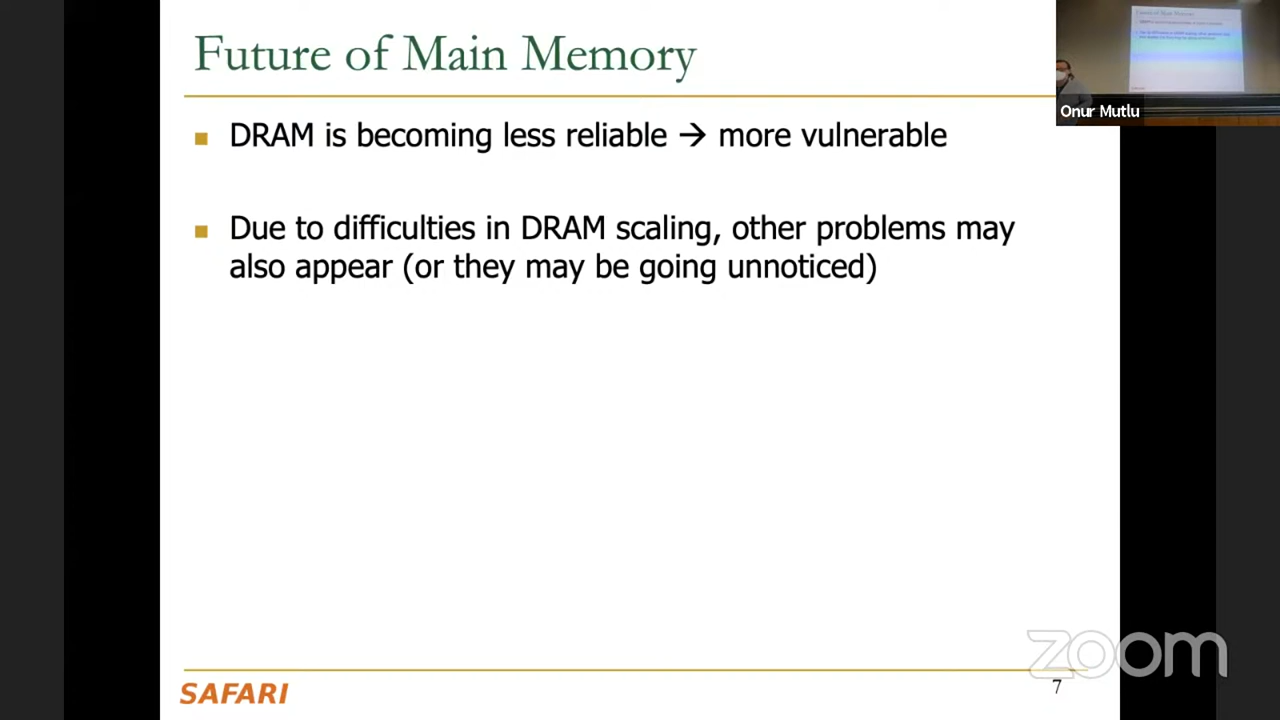 Future of Main Memory
DRAM is becoming less reliable → more vulnerable
Due to difficulties in DRAM scaling, other problems may
also appear (or they may be going unnoticed)
Onur Mutlu
SAFARI
zoom
7